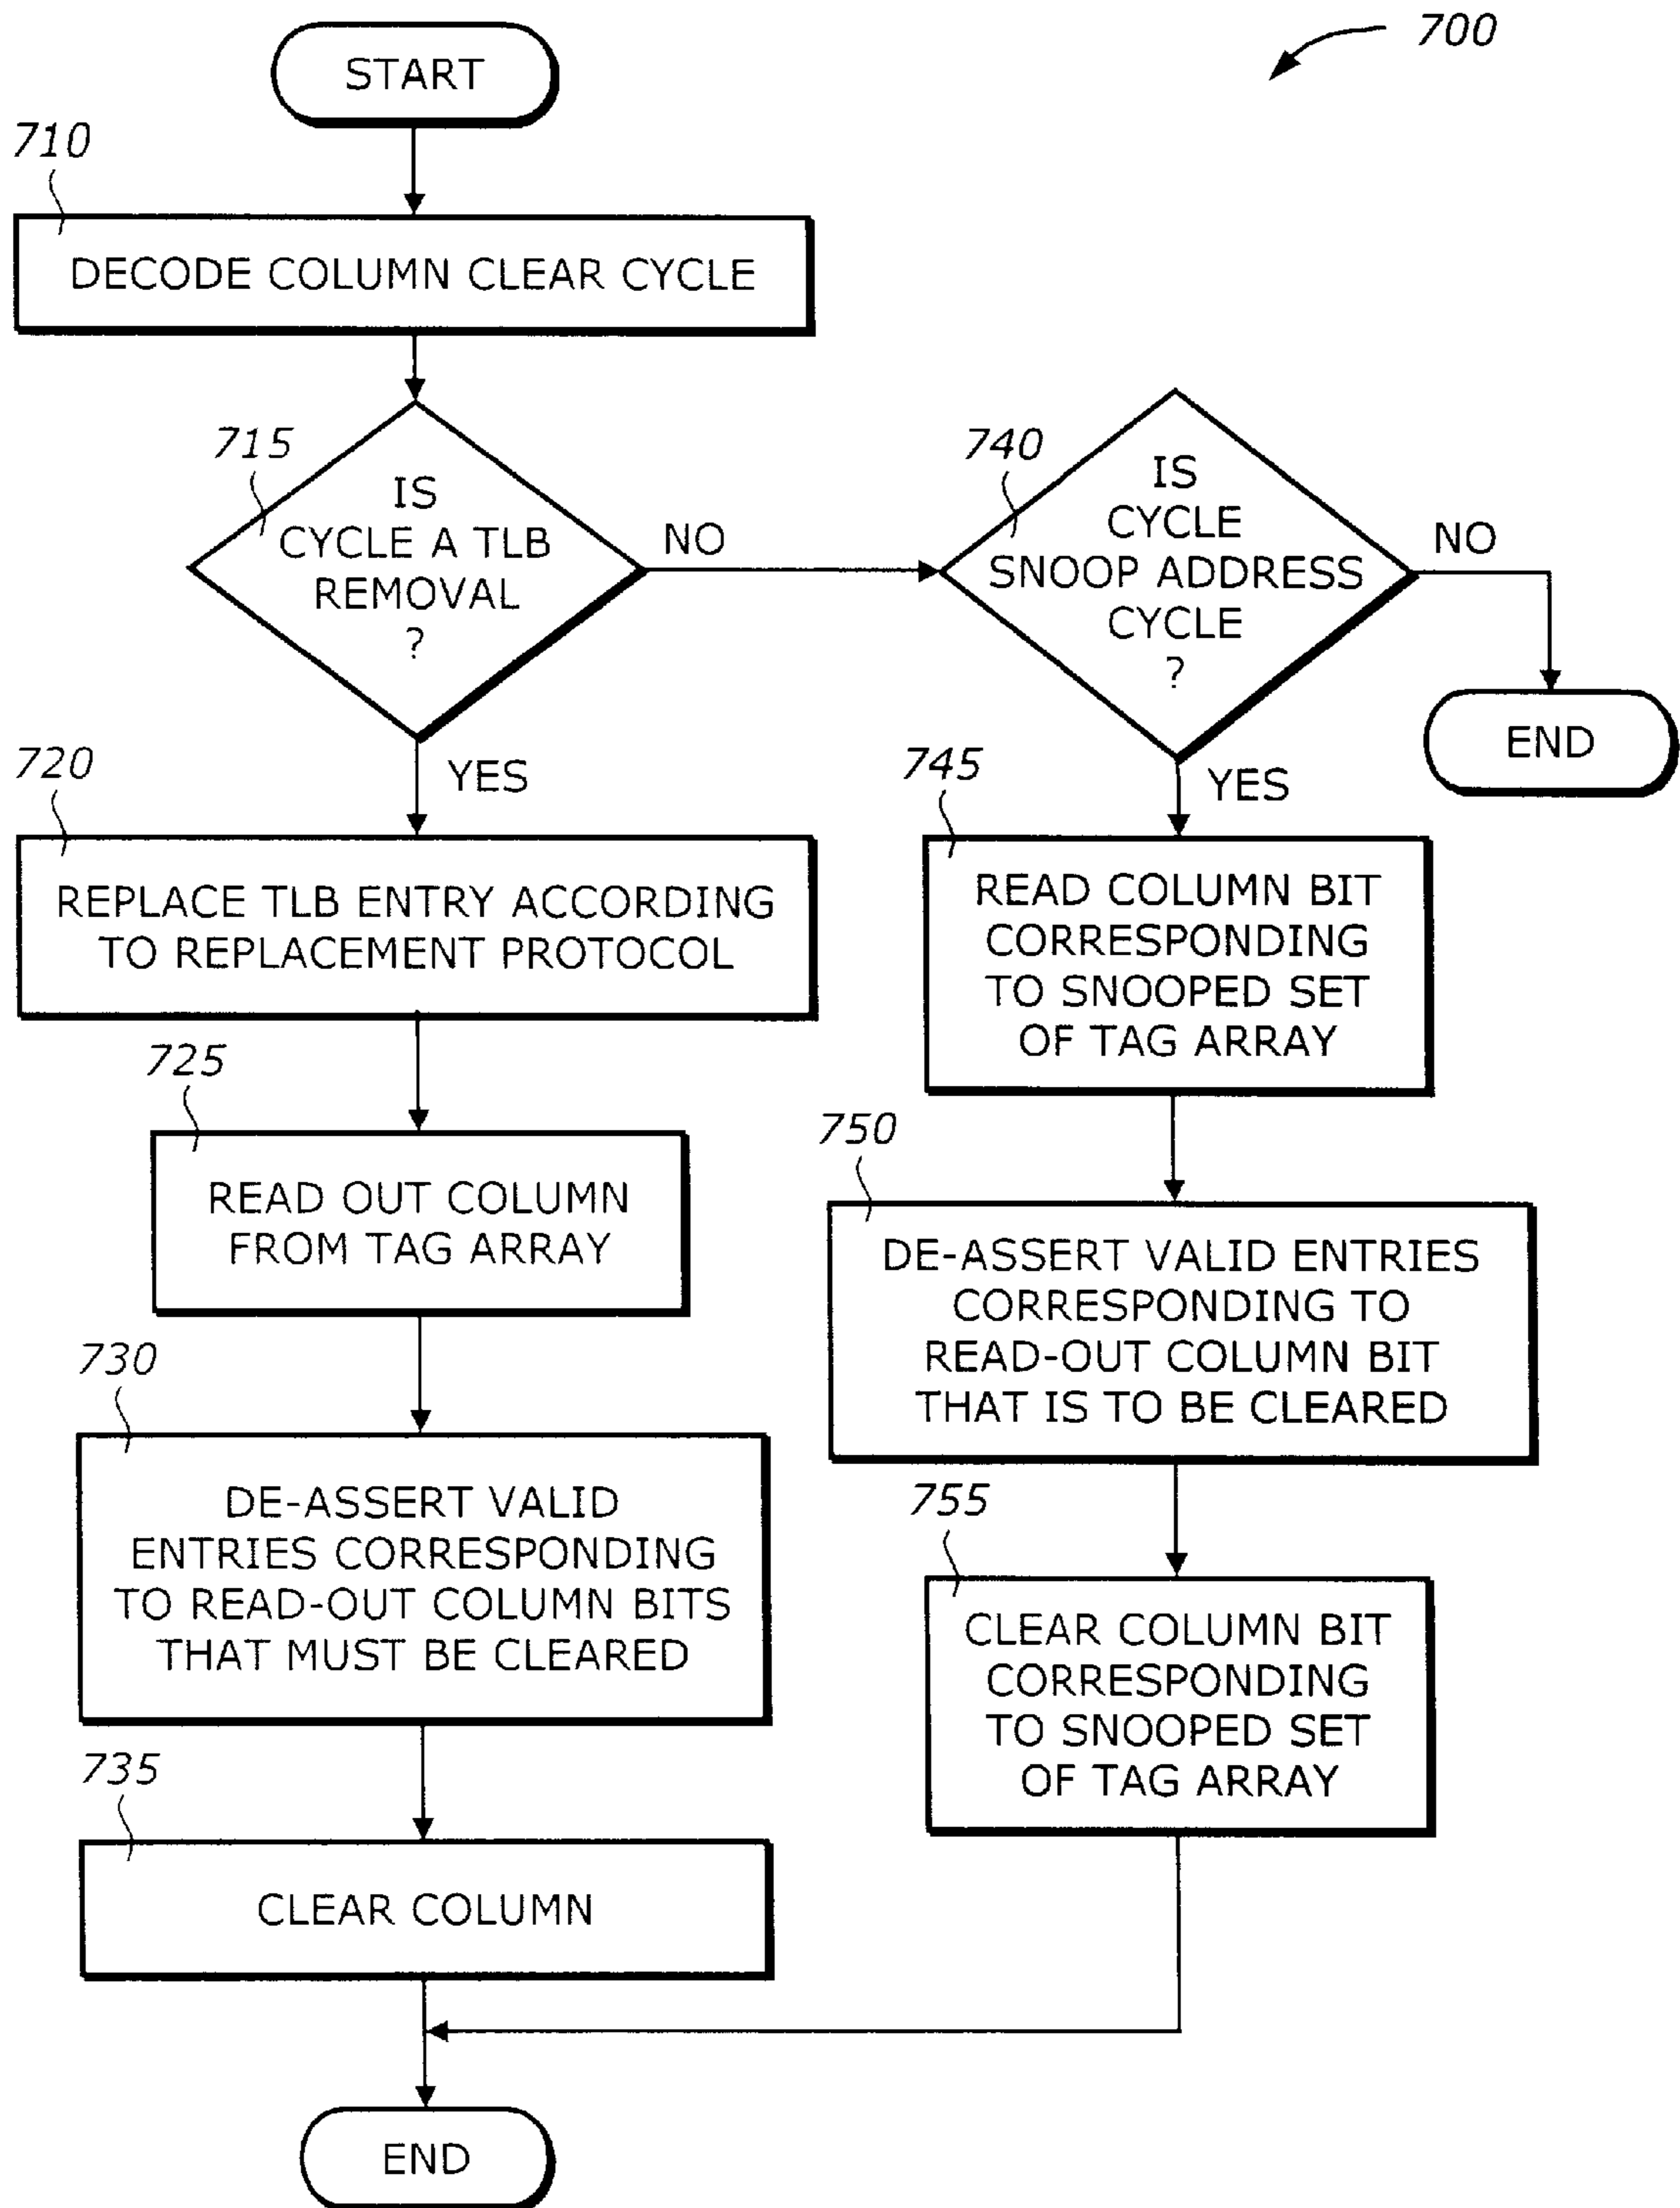 700
START
710
DECODE COLUMN CLEAR CYCLE
715
IS
CYCLE A TLB
REMOVAL
?
NO
YES
740
IS
CYCLE
SNOOP ADDRESS
CYCLE
?
NO
END
YES
720
REPLACE TLB ENTRY ACCORDING
TO REPLACEMENT PROTOCOL
725
READ OUT COLUMN
FROM TAG ARRAY
730
DE-ASSERT VALID
ENTRIES CORRESPONDING
TO READ-OUT COLUMN BITS
THAT MUST BE CLEARED
735
CLEAR COLUMN
745
READ COLUMN BIT
CORRESPONDING
TO SNOOPED SET
OF TAG ARRAY
750
DE-ASSERT VALID ENTRIES
CORRESPONDING TO
READ-OUT COLUMN BIT
THAT IS TO BE CLEARED
755
CLEAR COLUMN BIT
CORRESPONDING
TO SNOOPED SET
OF TAG ARRAY
END